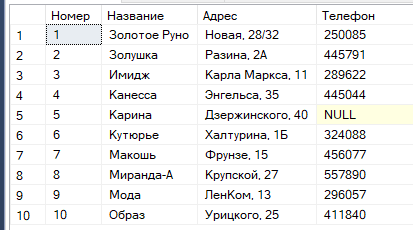 Номер Название Адрес Телефон
1 1 Золотое Руно Новая, 28/32 250085
2 2 Золушка Разина, 2А 445791
3 3 Имидж Карла Маркса, 11 289622
4 4 Канесса Энгельса, 35 445044
5 5 Карина Дзержинского, 40 NULL
6 6 Кутюрье Халтурина, 1Б 324088
7 7 Макошь Фрунзе, 15 456077
8 8 Миранда-А Крупской, 27 557890
9 9 Мода ЛенКом, 13 296057
10 10 Образ Урицкого, 25 411840